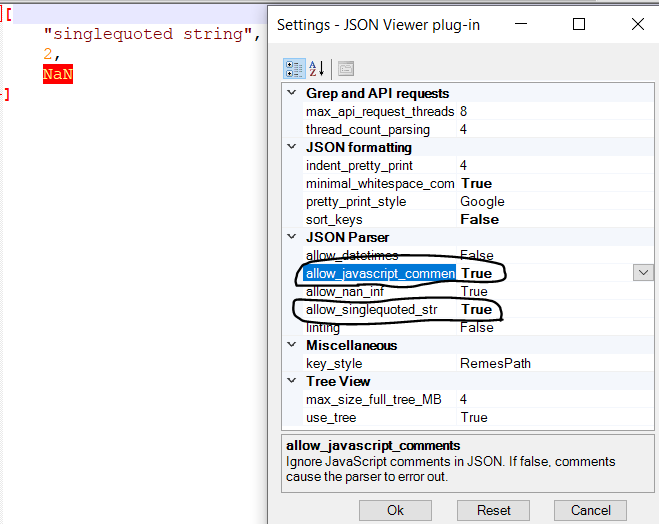 [
"singlequoted string",
2,
NaN
]
Settings - JSON Viewer plug-in
Grep and API requests
max_api_request_threads 8
thread_count_parsing 4
JSON formatting
indent_pretty_print 4
minimal_whitespace_com True
pretty_print_style Google
sort_keys False
JSON Parser
allow_datetimes False
allow_javascript_commen True
allow_nan_inf True
allow_singlequoted_str True
linting False
Miscellaneous
key_style RemesPath
Tree View
max_size_full_tree_MB 4
use_tree True
allow_javascript_comments
Ignore JavaScript comments in JSON. If false, comments
cause the parser to error out.
Ok Reset Cancel